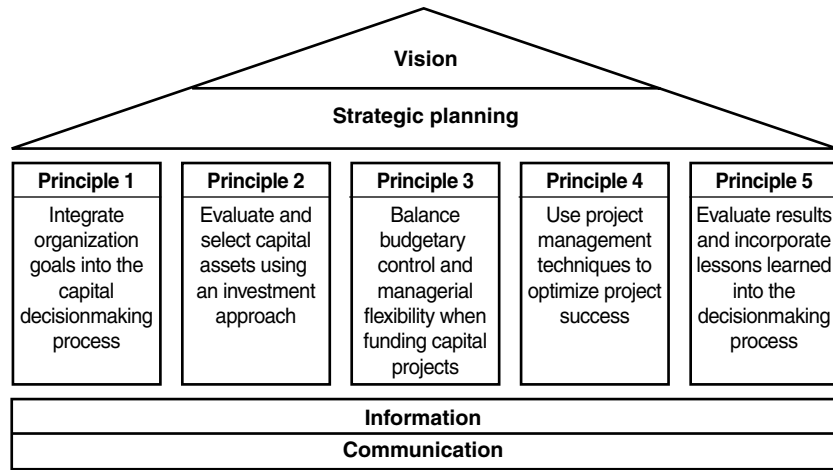 Vision
Strategic planning
Principle 1
Integrate
organization
goals into the
capital
decisionmaking
process
Principle 2
Evaluate and
select capital
assets using
an investment
approach
Principle 3
Balance
budgetary
control and
managerial
flexibility when
funding capital
projects
Principle 4
Use project
management
techniques to
optimize project
success
Principle 5
Evaluate results
and incorporate
lessons learned
into the
decisionmaking
process
Information
Communication